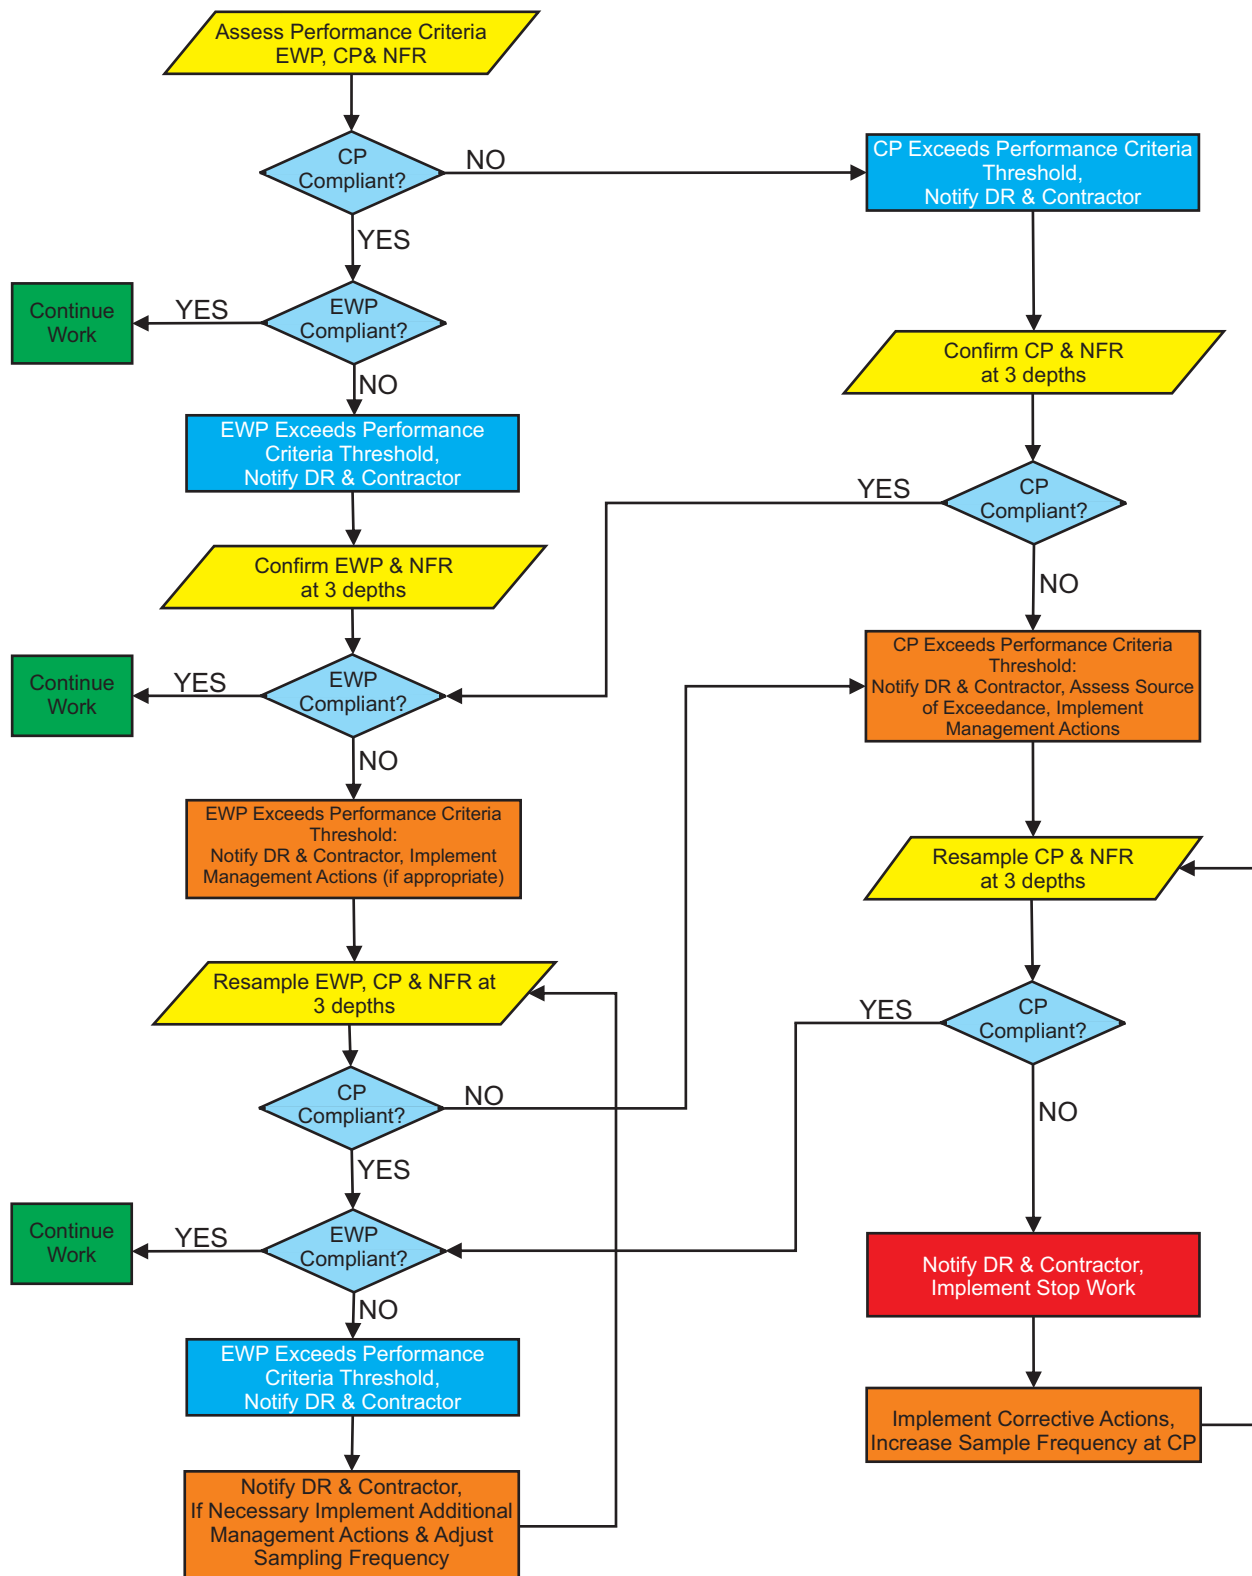 Assess Performance Criteria
EWP, CP& NFR
CP
Compliant?
NO
CP Exceeds Performance Criteria
Threshold,
Notify DR & Contractor
YES
EWP
Compliant?
YES
Continue
Work
NO
Confirm CP & NFR
at 3 depths
EWP Exceeds Performance
Criteria Threshold,
Notify DR & Contractor
CP
Compliant?
YES
NO
Confirm EWP & NFR
at 3 depths
EWP
Compliant?
YES
Continue
Work
NO
CP Exceeds Performance Criteria
Threshold:
Notify DR & Contractor, Assess Source
of Exceedance, Implement
Management Actions
EWP Exceeds Performance Criteria
Threshold:
Notify DR & Contractor, Implement
Management Actions (if appropriate)
Resample CP & NFR
at 3 depths
Resample EWP, CP & NFR at
3 depths
CP
Compliant?
YES
NO
CP
Compliant?
NO
YES
EWP
Compliant?
YES
Continue
Work
NO
Notify DR & Contractor,
Implement Stop Work
EWP Exceeds Performance
Criteria Threshold,
Notify DR & Contractor
Implement Corrective Actions,
Increase Sample Frequency at CP
Notify DR & Contractor,
If Necessary Implement Additional
Management Actions & Adjust
Sampling Frequency